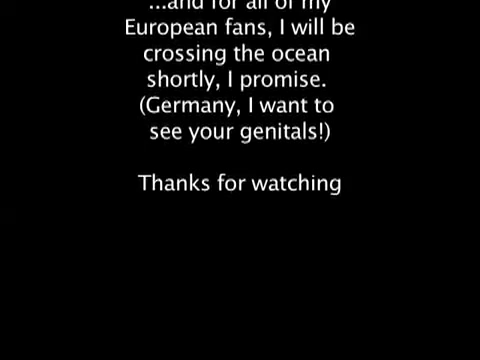 ...and for all of my
European fans, I will be
crossing the ocean
shortly, I promise.
(Germany, I want to
see your genitals!)
Thanks for watching